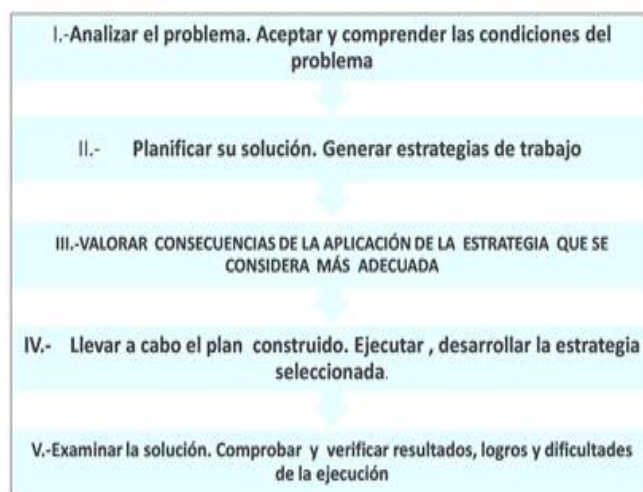 I.-Analizar el problema. Aceptar y comprender las condiciones del
problema
II.- Planificar su solución. Generar estrategias de trabajo
III.-VALORAR CONSECUENCIAS DE LA APLICACIÓN DE LA ESTRATEGIA QUE SE
CONSIDERA MÁS ADECUADA
IV.- Llevar a cabo el plan construido. Ejecutar , desarrollar la estrategia
seleccionada.
V.-Examinar la solución. Comprobar y verificar resultados, logros y dificultades
de la ejecución